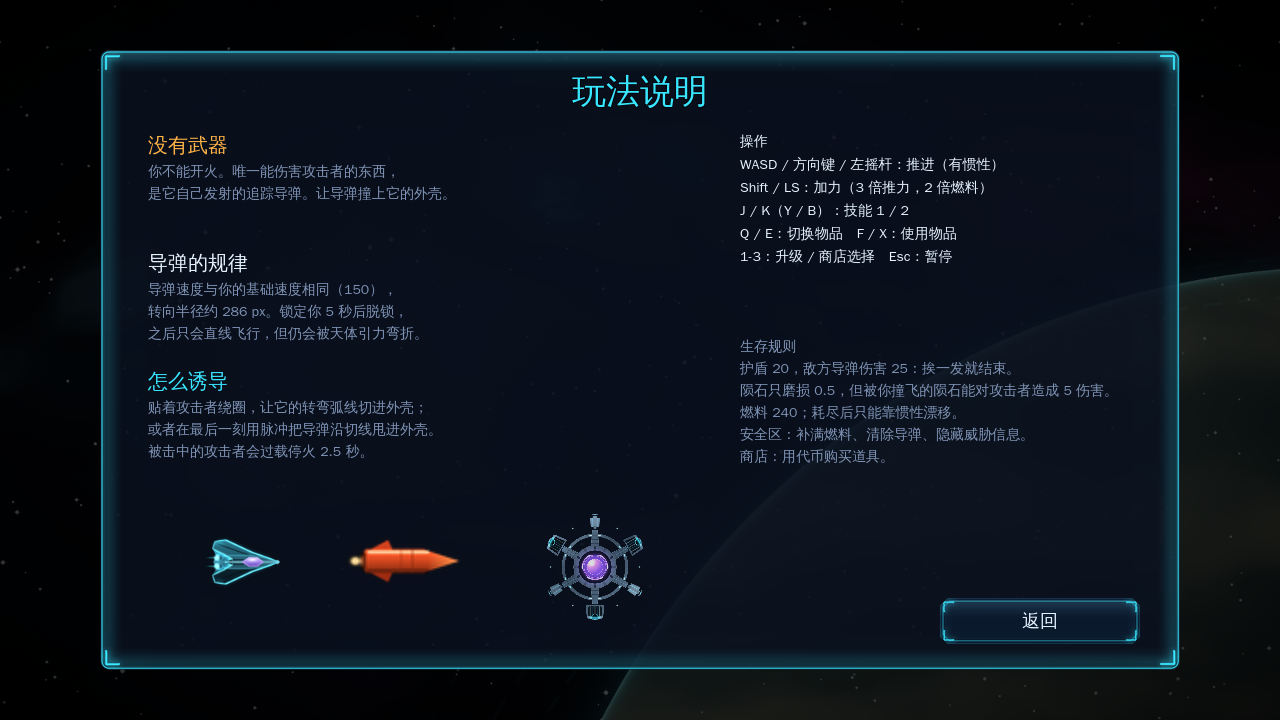 玩法说明
没有武器
你不能开火。唯一能伤害攻击者的东西，
是它自己发射的追踪导弹。让导弹撞上它的外壳。
导弹的规律
导弹速度与你的基础速度相同（150），
转向半径约 286 px。锁定你 5 秒后脱锁，
之后只会直线飞行，但仍会被天体引力弯折。
怎么诱导
贴着攻击者绕圈，让它的转弯弧线切进外壳；
或者在最后一刻用脉冲把导弹沿切线甩进外壳。
被击中的攻击者会过载停火 2.5 秒。
操作
WASD / 方向键 / 左摇杆：推进（有惯性）
Shift / LS：加力（3 倍推力，2 倍燃料）
J / K（Y / B）：技能 1 / 2
Q / E：切换物品　F / X：使用物品
1-3：升级 / 商店选择　Esc：暂停
生存规则
护盾 20，敌方导弹伤害 25：挨一发就结束。
陨石只磨损 0.5，但被你撞飞的陨石能对攻击者造成 5 伤害。
燃料 240；耗尽后只能靠惯性漂移。
安全区：补满燃料、清除导弹、隐藏威胁信息。
商店：用代币购买道具。
返回